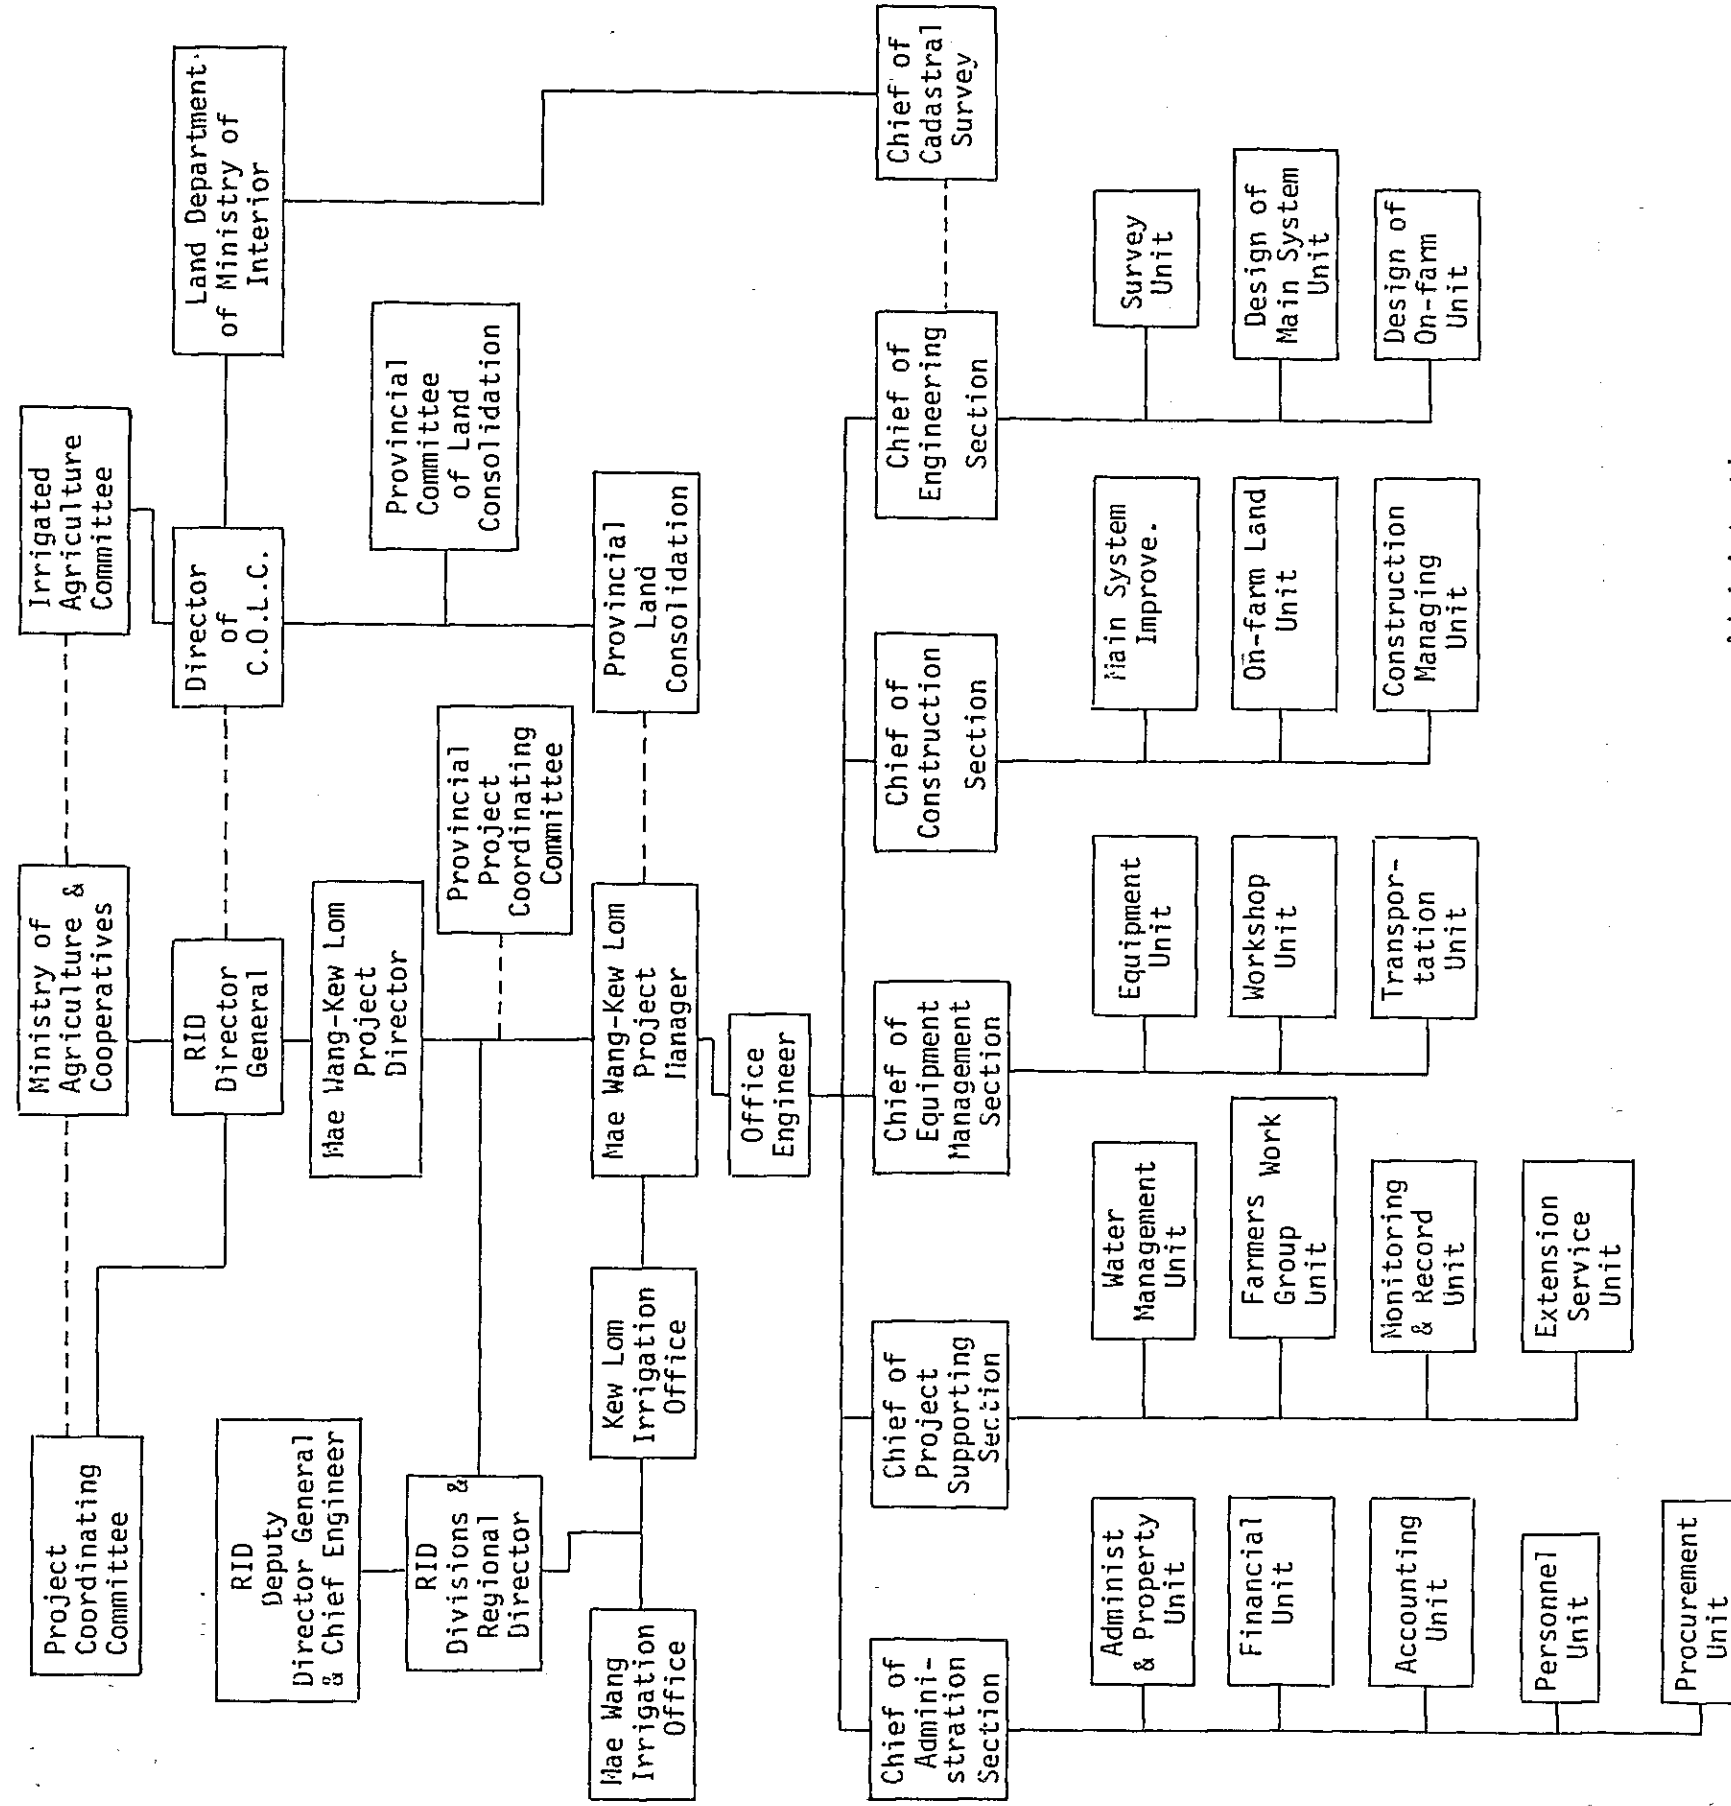 Project
Coordinating
Committee
Ministry of
Agriculture &
Cooperatives
Irrigated
Agriculture
Committee
RID
Director
General
Director
of
C.O.L.C.
Land Department
of Ministry of
Interior
RID
Deputy
Director General
& Chief Engineer
Mae Wang-Kew Lom
Project
Director
Provincial
Committee
of Land
Consolidation
RID
Divisions &
Regional
Director
Provincial
Project
Coordinating
Committee
Mae Wang
Irrigation
Office
Kew Lom
Irrigation
Office
Mae Wang-Kew Lom
Project
Manager
Provincial
Land
Consolidation
Office
Engineer
Chief of
Admini-
stration
Section
Chief of
Project
Supporting
Section
Chief of
Equipment
Management
Section
Chief of
Construction
Section
Chief of
Engineering
Section
Chief of
Cadastral
Survey
Administ
& Property
Unit
Financial
Unit
Accounting
Unit
Personnel
Unit
Procurement
Unit
Water
Management
Unit
Farmers Work
Group
Unit
Monitoring
& Record
Unit
Extension
Service
Unit
Equipment
Unit
Workshop
Unit
Transpor-
tation
Unit
Main System
Improve.
On-farm Land
Unit
Construction
Managing
Unit
Survey
Unit
Design of
Main System
Unit
Design of
On-farm
Unit